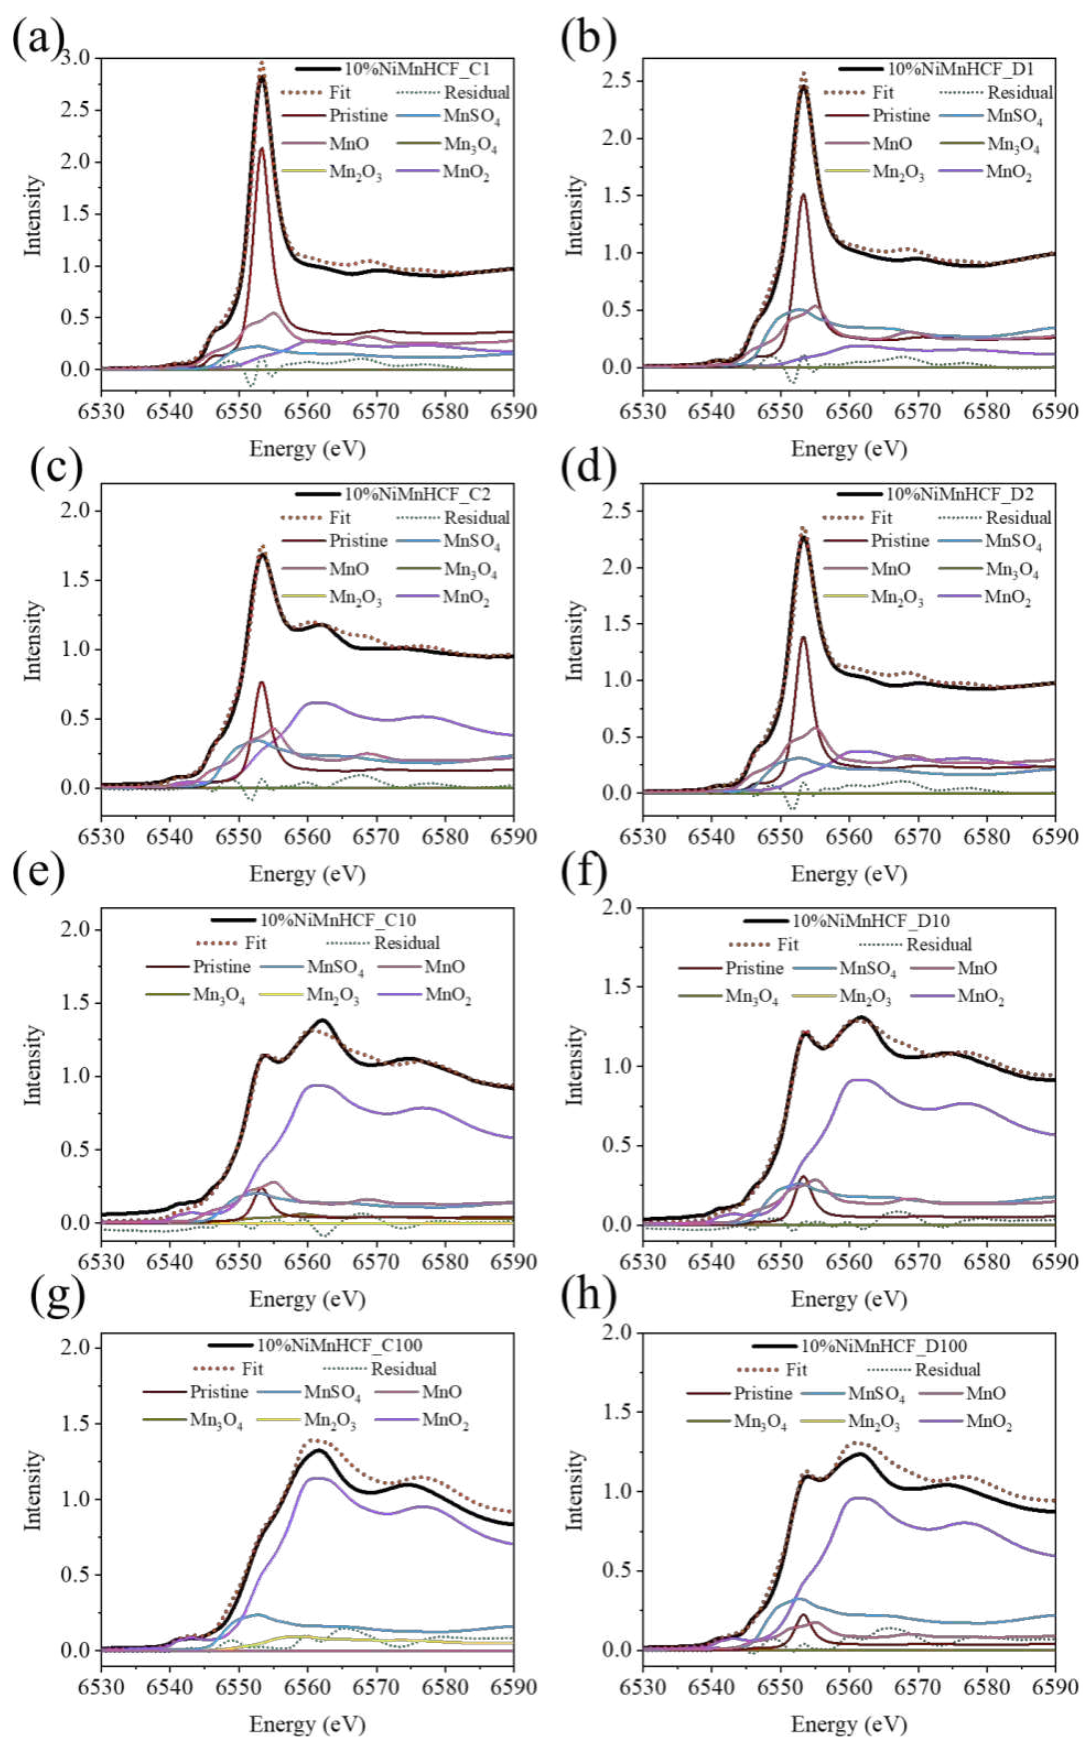 (a)
3.0
2.5
2.0
1.5
1.0
0.5
0.0
Intensity
10%NiMnHCF_C1
Fit Residual
Pristine MnSO₄
MnO Mn₃O₄
Mn₂O₃ MnO₂
6530 6540 6550 6560 6570 6580 6590
Energy (eV)
(b)
2.5
2.0
1.5
1.0
0.5
0.0
Intensity
10%NiMnHCF_D1
Fit Residual
Pristine MnSO₄
MnO Mn₃O₄
Mn₂O₃ MnO₂
6530 6540 6550 6560 6570 6580 6590
Energy (eV)
(c)
2.0
1.5
1.0
0.5
0.0
Intensity
10%NiMnHCF_C2
Fit Residual
Pristine MnSO₄
MnO Mn₃O₄
Mn₂O₃ MnO₂
6530 6540 6550 6560 6570 6580 6590
Energy (eV)
(d)
2.5
2.0
1.5
1.0
0.5
0.0
Intensity
10%NiMnHCF_D2
Fit Residual
Pristine MnSO₄
MnO Mn₃O₄
Mn₂O₃ MnO₂
6530 6540 6550 6560 6570 6580 6590
Energy (eV)
(e)
2.0
1.5
1.0
0.5
0.0
Intensity
10%NiMnHCF_C10
Fit Residual
Pristine MnSO₄ MnO
Mn₃O₄ Mn₂O₃ MnO₂
6530 6540 6550 6560 6570 6580 6590
Energy (eV)
(f)
2.0
1.5
1.0
0.5
0.0
Intensity
10%NiMnHCF_D10
Fit Residual
Pristine MnSO₄ MnO
Mn₃O₄ Mn₂O₃ MnO₂
6530 6540 6550 6560 6570 6580 6590
Energy (eV)
(g)
2.0
1.5
1.0
0.5
0.0
Intensity
10%NiMnHCF_C100
Fit Residual
Pristine MnSO₄ MnO
Mn₃O₄ Mn₂O₃ MnO₂
6530 6540 6550 6560 6570 6580 6590
Energy (eV)
(h)
2.0
1.5
1.0
0.5
0.0
Intensity
10%NiMnHCF_D100
Fit Residual
Pristine MnSO₄ MnO
Mn₃O₄ Mn₂O₃ MnO₂
6530 6540 6550 6560 6570 6580 6590
Energy (eV)